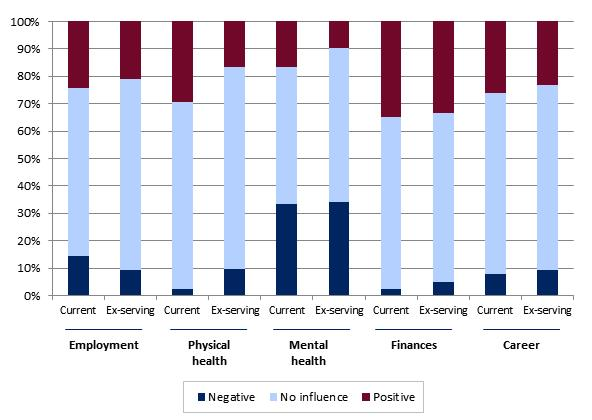 100%
90%
80%
70%
60%
50%
40%
30%
20%
10%
0%
Current Ex-serving Current Ex-serving Current Ex-serving Current Ex-serving Current Ex-serving
Employment Physical Mental Finances Career
health health
Negative No influence Positive